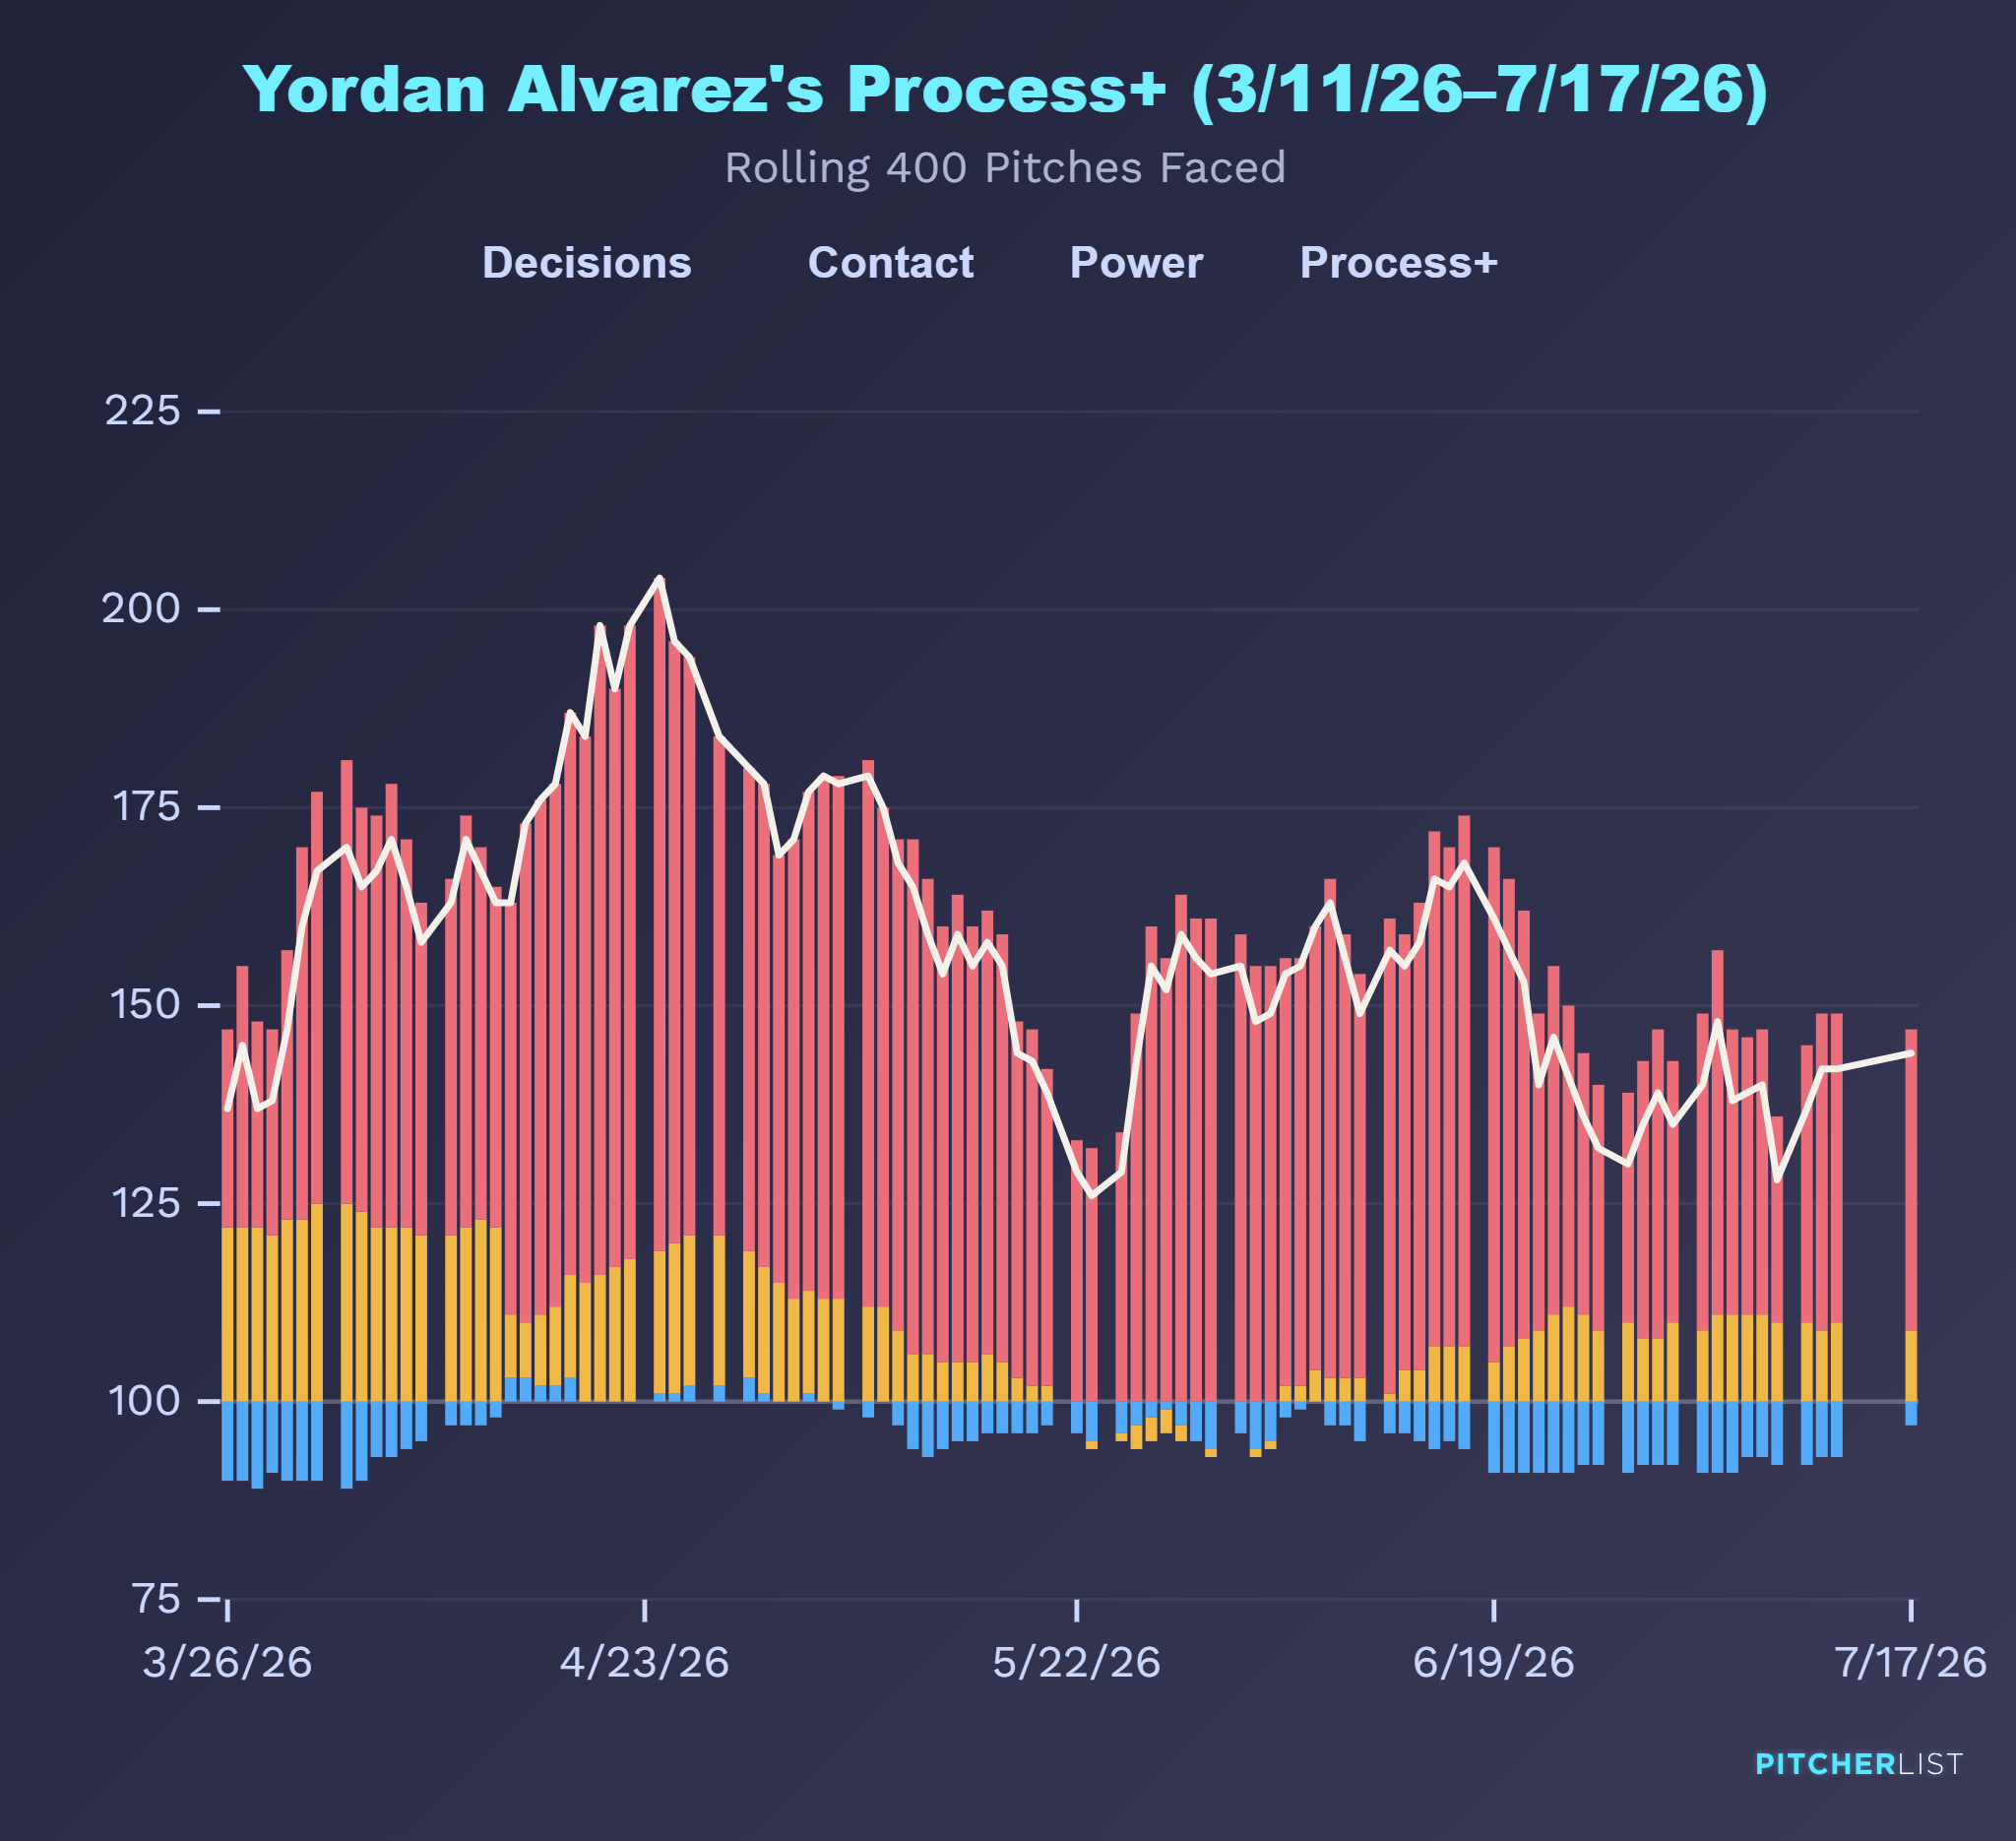 Yordan Alvarez's Process+ (3/11/26–7/17/26)
Rolling 400 Pitches Faced
Decisions Contact Power Process+
225
200
175
150
125
100
75
3/26/26 4/23/26 5/22/26 6/19/26 7/17/26
PITCHERLIST